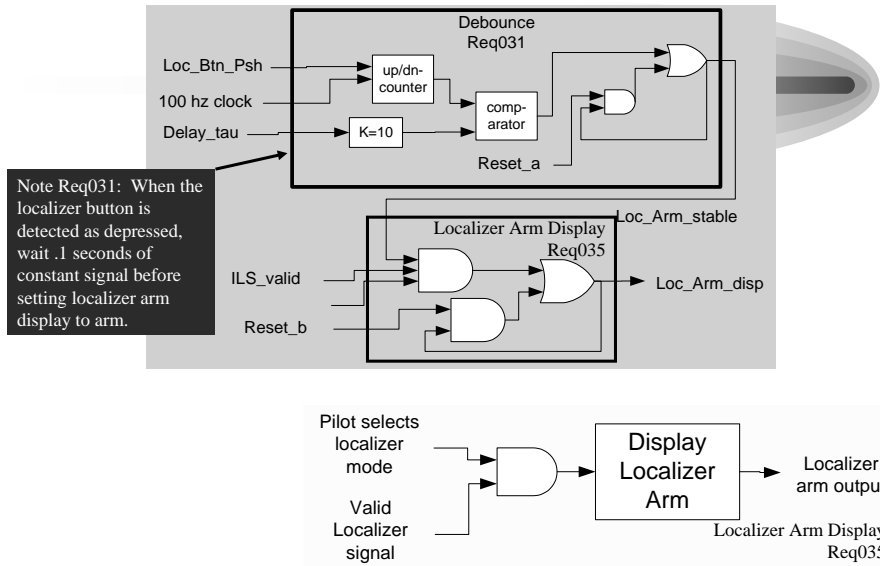 Debounce
Req031
Loc_Btn_Psh
up/dn-
counter
100 hz clock
comp-
arator
Delay_tau
K=10
Reset_a
Note Req031: When the
localizer button is
detected as depressed,
wait .1 seconds of
constant signal before
setting localizer arm
display to arm.
Loc_Arm_stable
Localizer Arm Display
Req035
ILS_valid
Loc_Arm_disp
Reset_b
Pilot selects
localizer
mode
Display
Localizer
Arm
Localizer
arm output
Valid
Localizer
signal
Localizer Arm Display
Req035